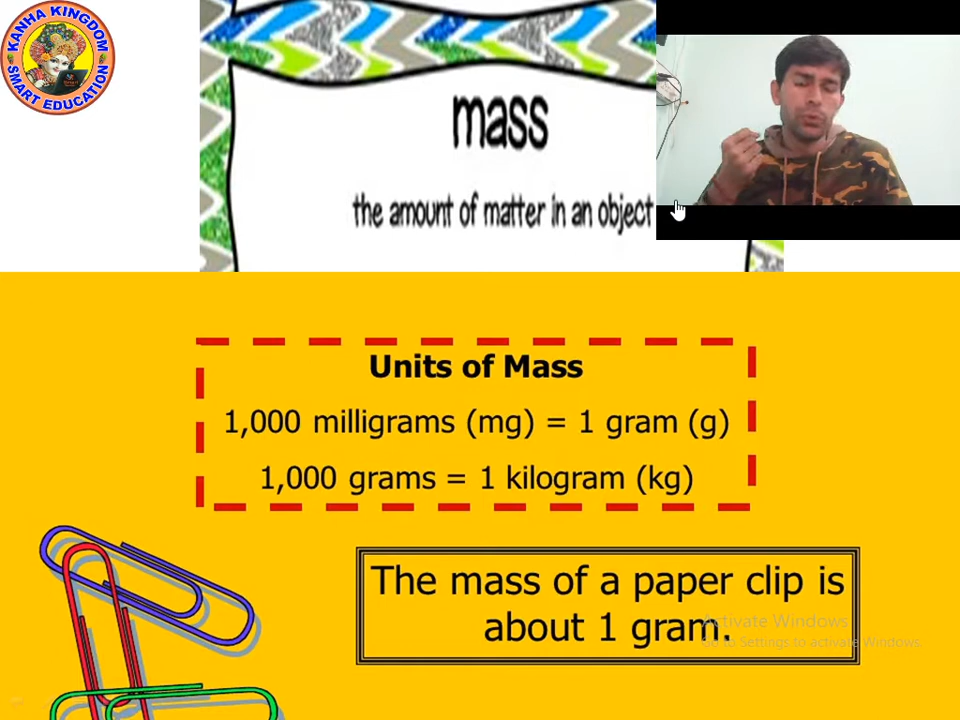 KANHA KINGDOM
SMART EDUCATION
mass
the amount of matter in an object
Units of Mass
1,000 milligrams (mg) = 1 gram (g)
1,000 grams = 1 kilogram (kg)
The mass of a paper clip is
about 1 gram.
Activate Windows
Go to Settings to activate Windows.